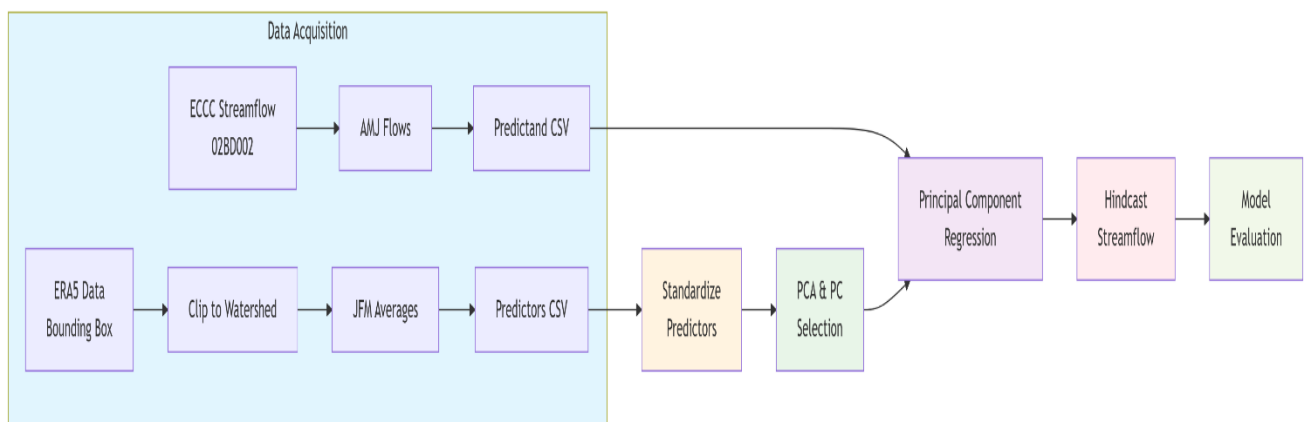 Data Acquisition
ECCC Streamflow
02BD002
AMJ Flows
Predictand CSV
ERA5 Data
Bounding Box
Clip to Watershed
JFM Averages
Predictors CSV
Standardize
Predictors
PCA & PC
Selection
Principal Component
Regression
Hindcast
Streamflow
Model
Evaluation